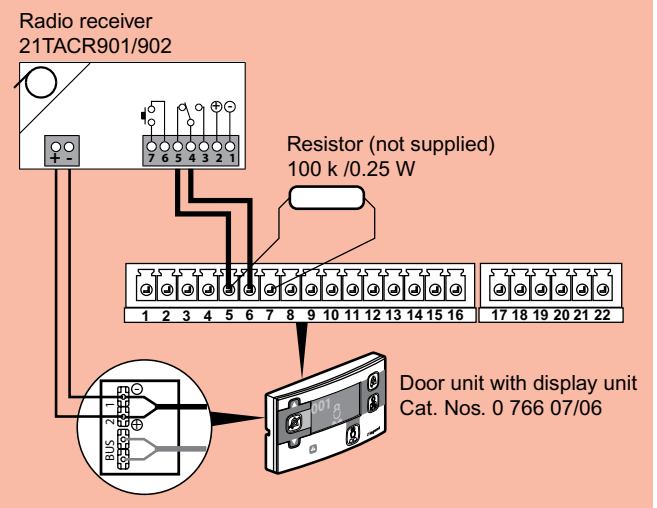 Radio receiver
21TACR901/902
+ -
7 6 5 4 3 2 1
Resistor (not supplied)
100 k /0.25 W
1 2 3 4 5 6 7 8 9 10 11 12 13 14 15 16
17 18 19 20 21 22
BUS 2 1
001
Door unit with display unit
Cat. Nos. 0 766 07/06